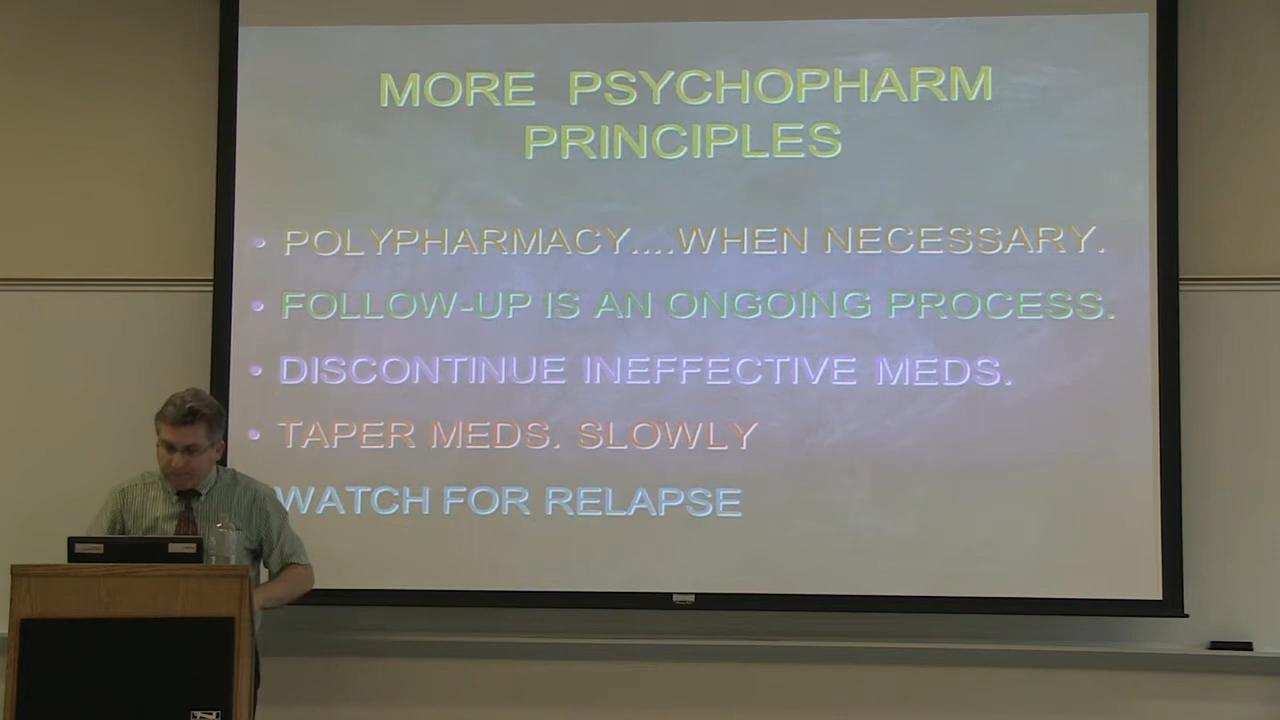 MORE PSYCHOPHARM
PRINCIPLES
• POLYPHARMACY....WHEN NECESSARY.
• FOLLOW-UP IS AN ONGOING PROCESS.
• DISCONTINUE INEFFECTIVE MEDS.
• TAPER MEDS. SLOWLY
WATCH FOR RELAPSE